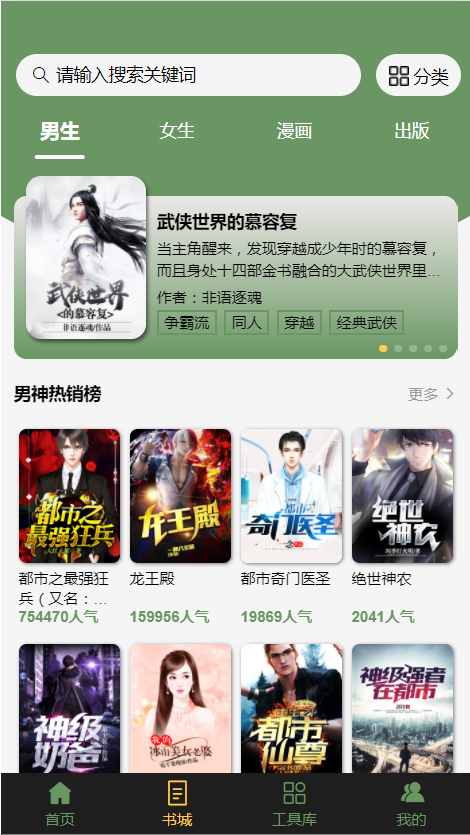 请输入搜索关键词
分类
男生 女生 漫画 出版
武侠世界
的慕容复
非语逐魂/作品
武侠世界的慕容复
当主角醒来，发现穿越成少年时的慕容复，
而且身处十四部金书融合的大武侠世界里...
作者：非语逐魂
争霸流 同人 穿越 经典武侠
男神热销榜
更多
都市之
最强狂兵
龙王殿
都市
奇门医圣
绝世
神农
都市之最强狂
兵（又名：...
754470人气
龙王殿
159956人气
都市奇门医圣
19869人气
绝世神农
2041人气
神级
奶爸
我的
冰山美女老婆
都市
仙尊
神级强者
在都市
首页 书城 工具库 我的